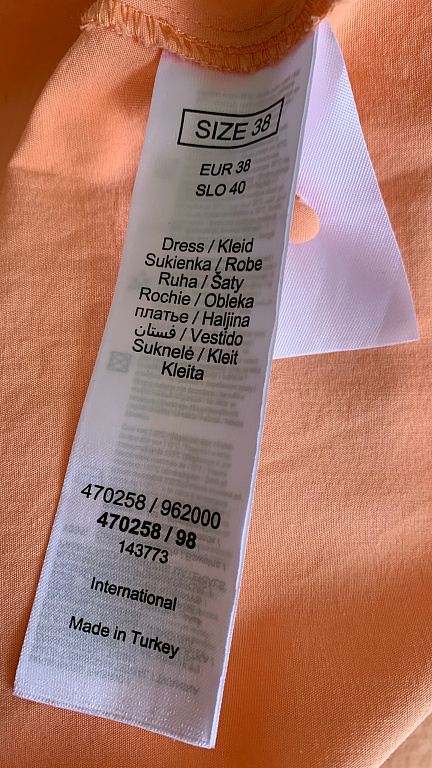 SIZE 38
EUR 38
SLO 40
Dress / Kleid
Sukienka / Robe
Ruha / Šaty
Rochie / Obleka
платье / Haljina
فستان / Vestido
Suknelė / Kleit
Kleita
470258 / 962000
470258 / 98
143773
International
Made in Turkey